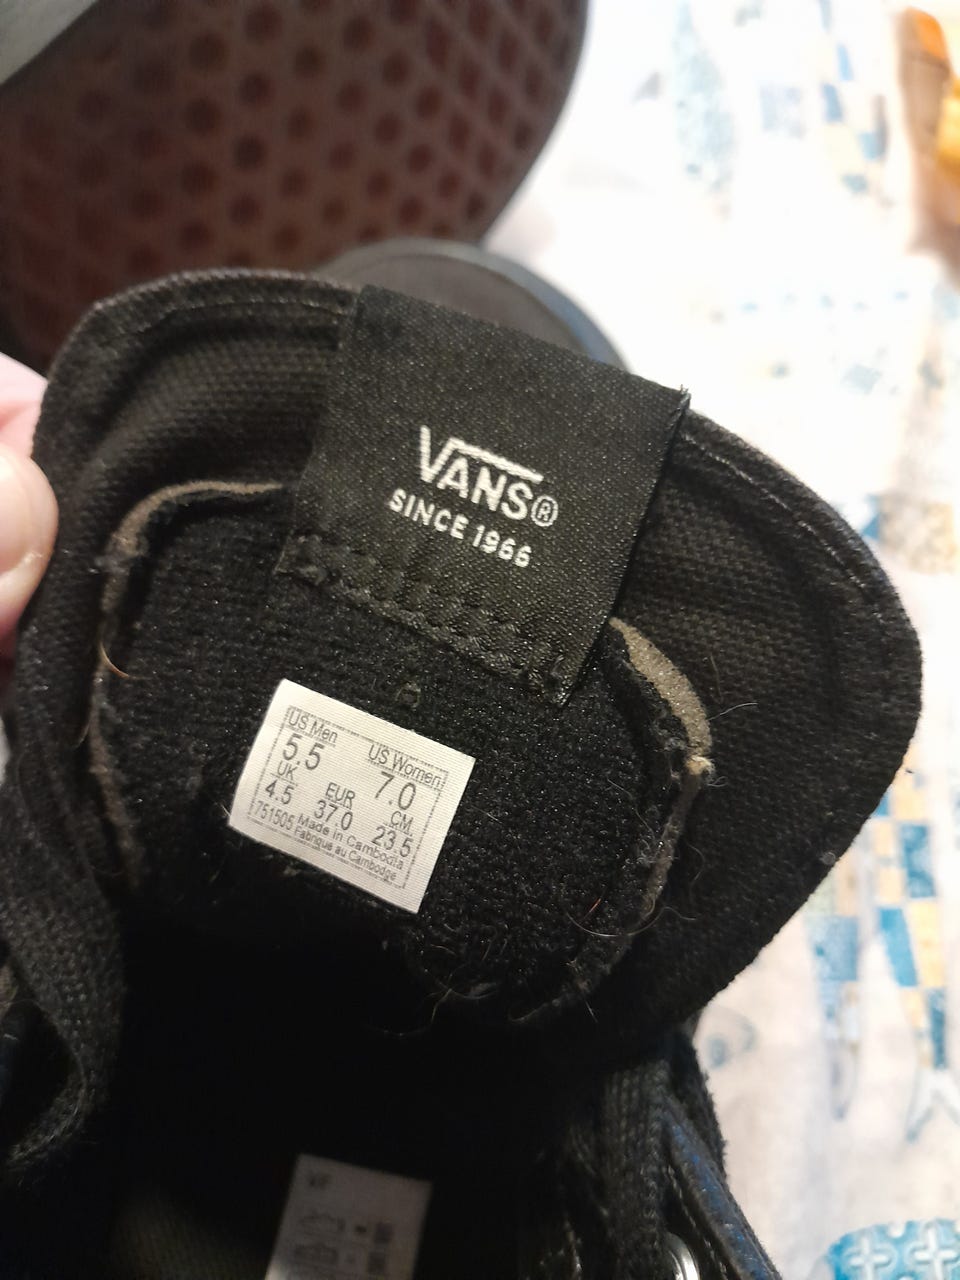 VANS®
SINCE 1966
US Men US Women
5.5 7.0
UK EUR CM
4.5 37.0 23.5
751505 Made in Cambodia
Fabriqué au Cambodge